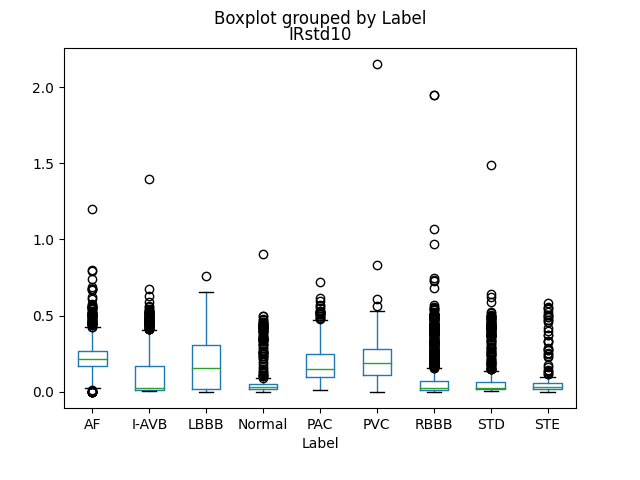 Boxplot grouped by Label
IRstd10
2.0
1.5
1.0
0.5
0.0
AF I-AVB LBBB Normal PAC PVC RBBB STD STE
Label